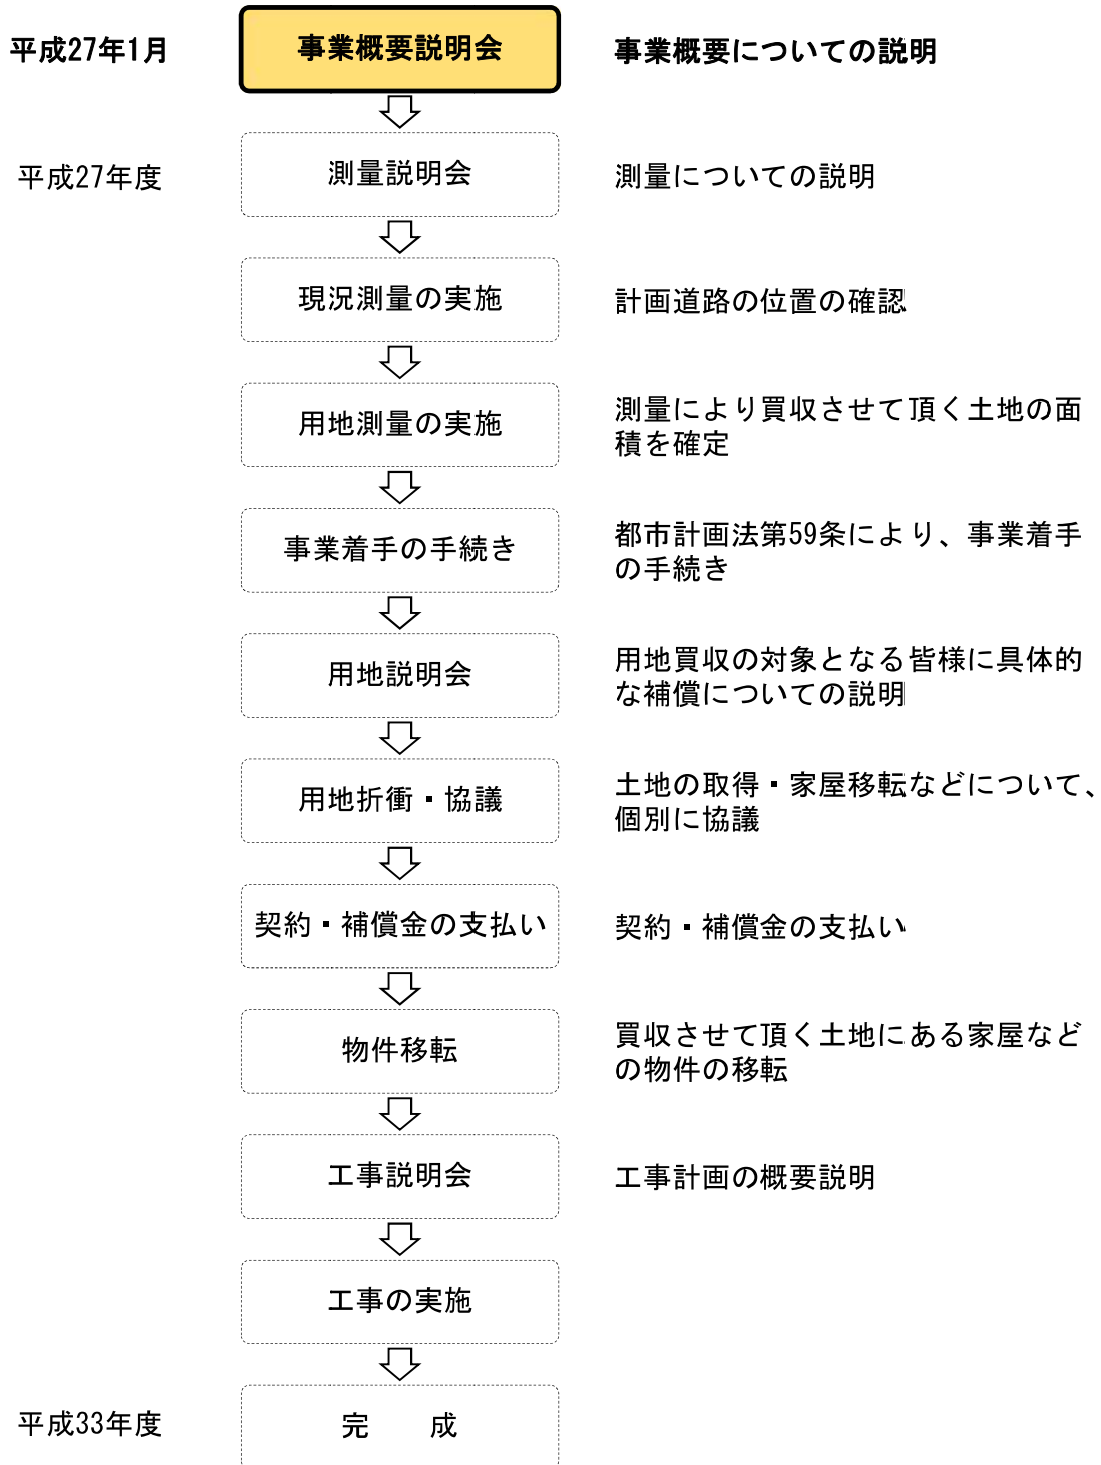 平成27年1月 事業概要説明会 事業概要についての説明
平成27年度 測量説明会 測量についての説明
現況測量の実施 計画道路の位置の確認
用地測量の実施 測量により買収させて頂く土地の面
積を確定
事業着手の手続き 都市計画法第59条により、事業着手
の手続き
用地説明会 用地買収の対象となる皆様に具体的
な補償についての説明
用地折衝・協議 土地の取得・家屋移転などについて、
個別に協議
契約・補償金の支払い 契約・補償金の支払い
物件移転 買収させて頂く土地にある家屋など
の物件の移転
工事説明会 工事計画の概要説明
工事の実施
平成33年度 完　　成